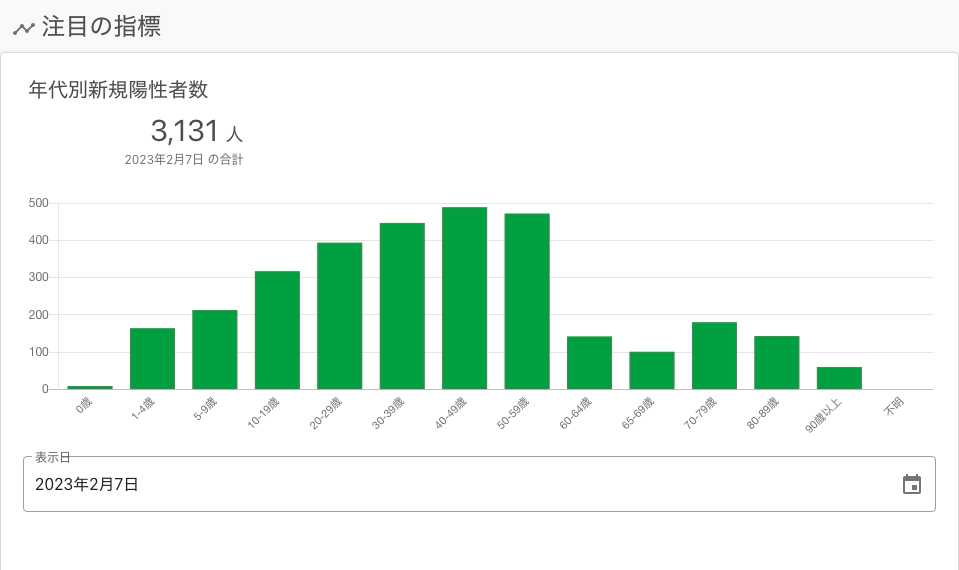 注目の指標
年代別新規陽性者数
3,131 人
2023年2月7日 の合計
500
400
300
200
100
0
0歳
1-4歳
5-9歳
10-19歳
20-29歳
30-39歳
40-49歳
50-59歳
60-64歳
65-69歳
70-79歳
80-89歳
90歳以上
不明
表示日
2023年2月7日